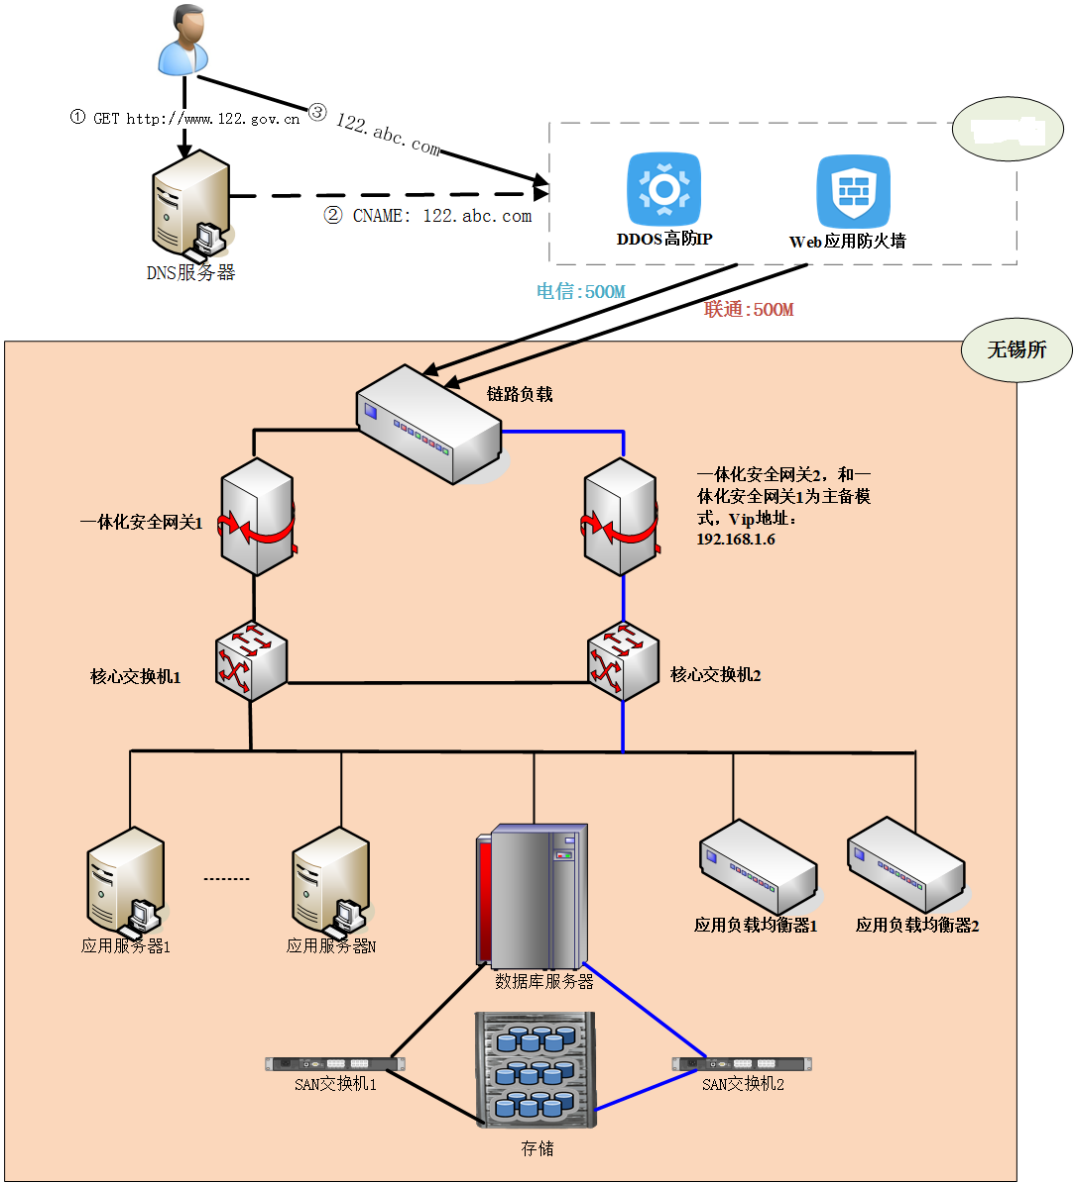 ① GET http://www.122.gov.cn
③ 122.abc.com
② CNAME: 122.abc.com
DNS服务器
DDOS高防IP
Web应用防火墙
电信:500M
联通:500M
无锡所
链路负载
一体化安全网关1
一体化安全网关2，和一
体化安全网关1为主备模
式，Vip地址：
192.168.1.6
核心交换机1
核心交换机2
应用服务器1
应用服务器N
数据库服务器
应用负载均衡器1
应用负载均衡器2
SAN交换机1
SAN交换机2
存储